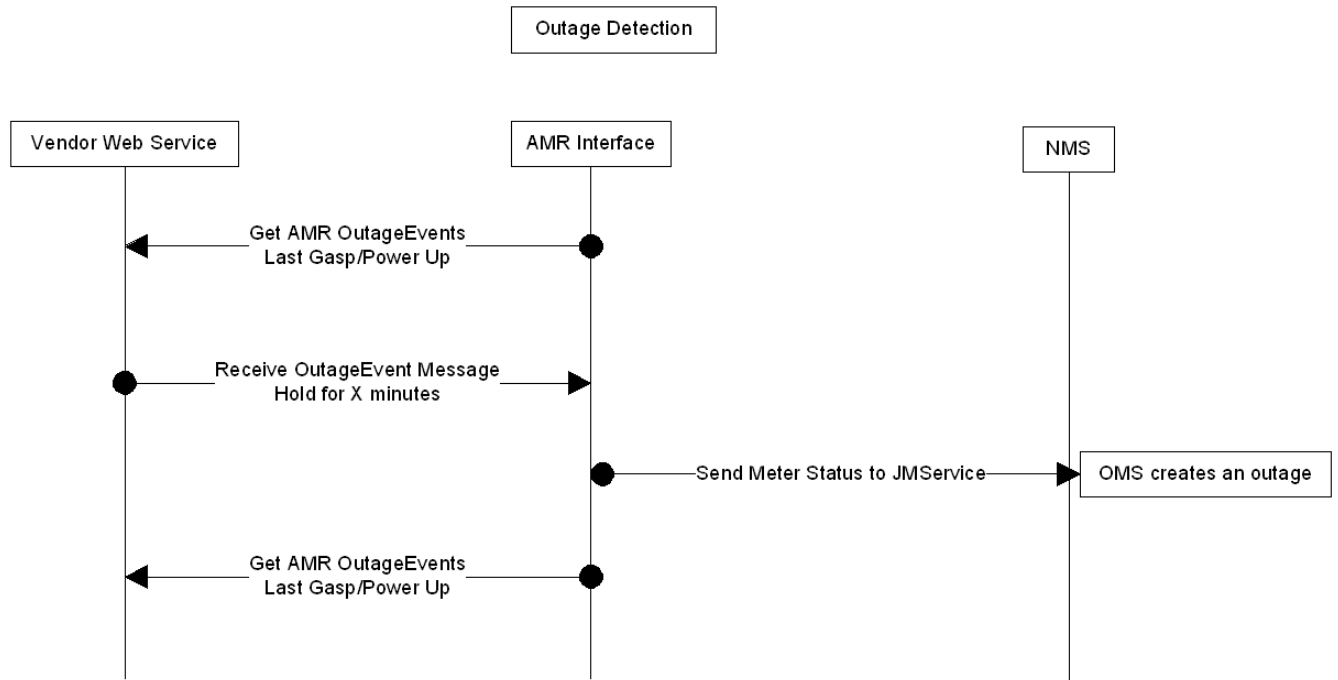 Outage Detection
Vendor Web Service
AMR Interface
NMS
Get AMR OutageEvents
Last Gasp/Power Up
Receive OutageEvent Message
Hold for X minutes
Send Meter Status to JMService
OMS creates an outage
Get AMR OutageEvents
Last Gasp/Power Up